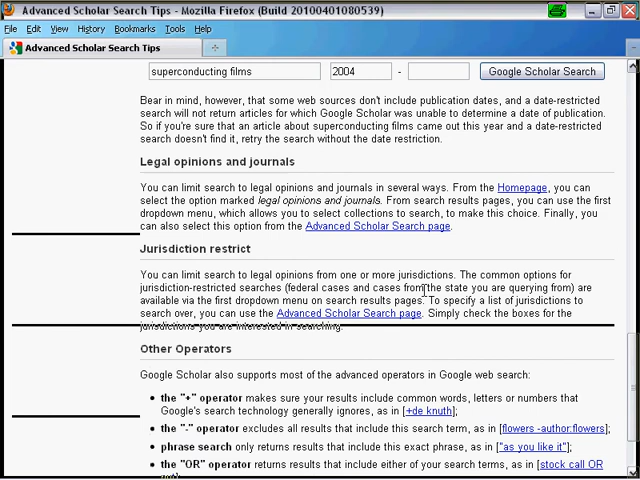 Advanced Scholar Search Tips - Mozilla Firefox (Build 20100401080539)
File Edit View History Bookmarks Tools Help
Advanced Scholar Search Tips
superconducting films 2004 - Google Scholar Search
Bear in mind, however, that some web sources don't include publication dates, and a date-restricted
search will not return articles for which Google Scholar was unable to determine a date of publication.
So if you're sure that an article about superconducting films came out this year and a date-restricted
search doesn't find it, retry the search without the date restriction.
Legal opinions and journals
You can limit search to legal opinions and journals in several ways. From the Homepage, you can
select the option marked legal opinions and journals. From search results pages, you can use the first
dropdown menu, which allows you to select collections to search, to make this choice. Finally, you
can also select this option from the Advanced Scholar Search page.
Jurisdiction restrict
You can limit search to legal opinions from one or more jurisdictions. The common options for
jurisdiction-restricted searches (federal cases and cases from the state you are querying from) are
available via the first dropdown menu on search results pages. To specify a list of jurisdictions to
search over, you can use the Advanced Scholar Search page. Simply check the boxes for the
jurisdictions you are interested in searching.
Other Operators
Google Scholar also supports most of the advanced operators in Google web search:
• the "+" operator makes sure your results include common words, letters or numbers that
Google's search technology generally ignores, as in [+de knuth];
• the "-" operator excludes all results that include this search term, as in [flowers -author:flowers];
• phrase search only returns results that include this exact phrase, as in ["as you like it"];
• the "OR" operator returns results that include either of your search terms, as in [stock call OR